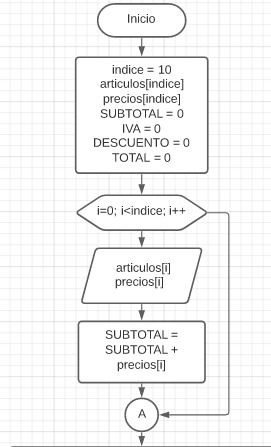 Inicio
indice = 10
articulos[indice]
precios[indice]
SUBTOTAL = 0
IVA = 0
DESCUENTO = 0
TOTAL = 0
i=0; i<indice; i++
articulos[i]
precios[i]
SUBTOTAL =
SUBTOTAL +
precios[i]
A